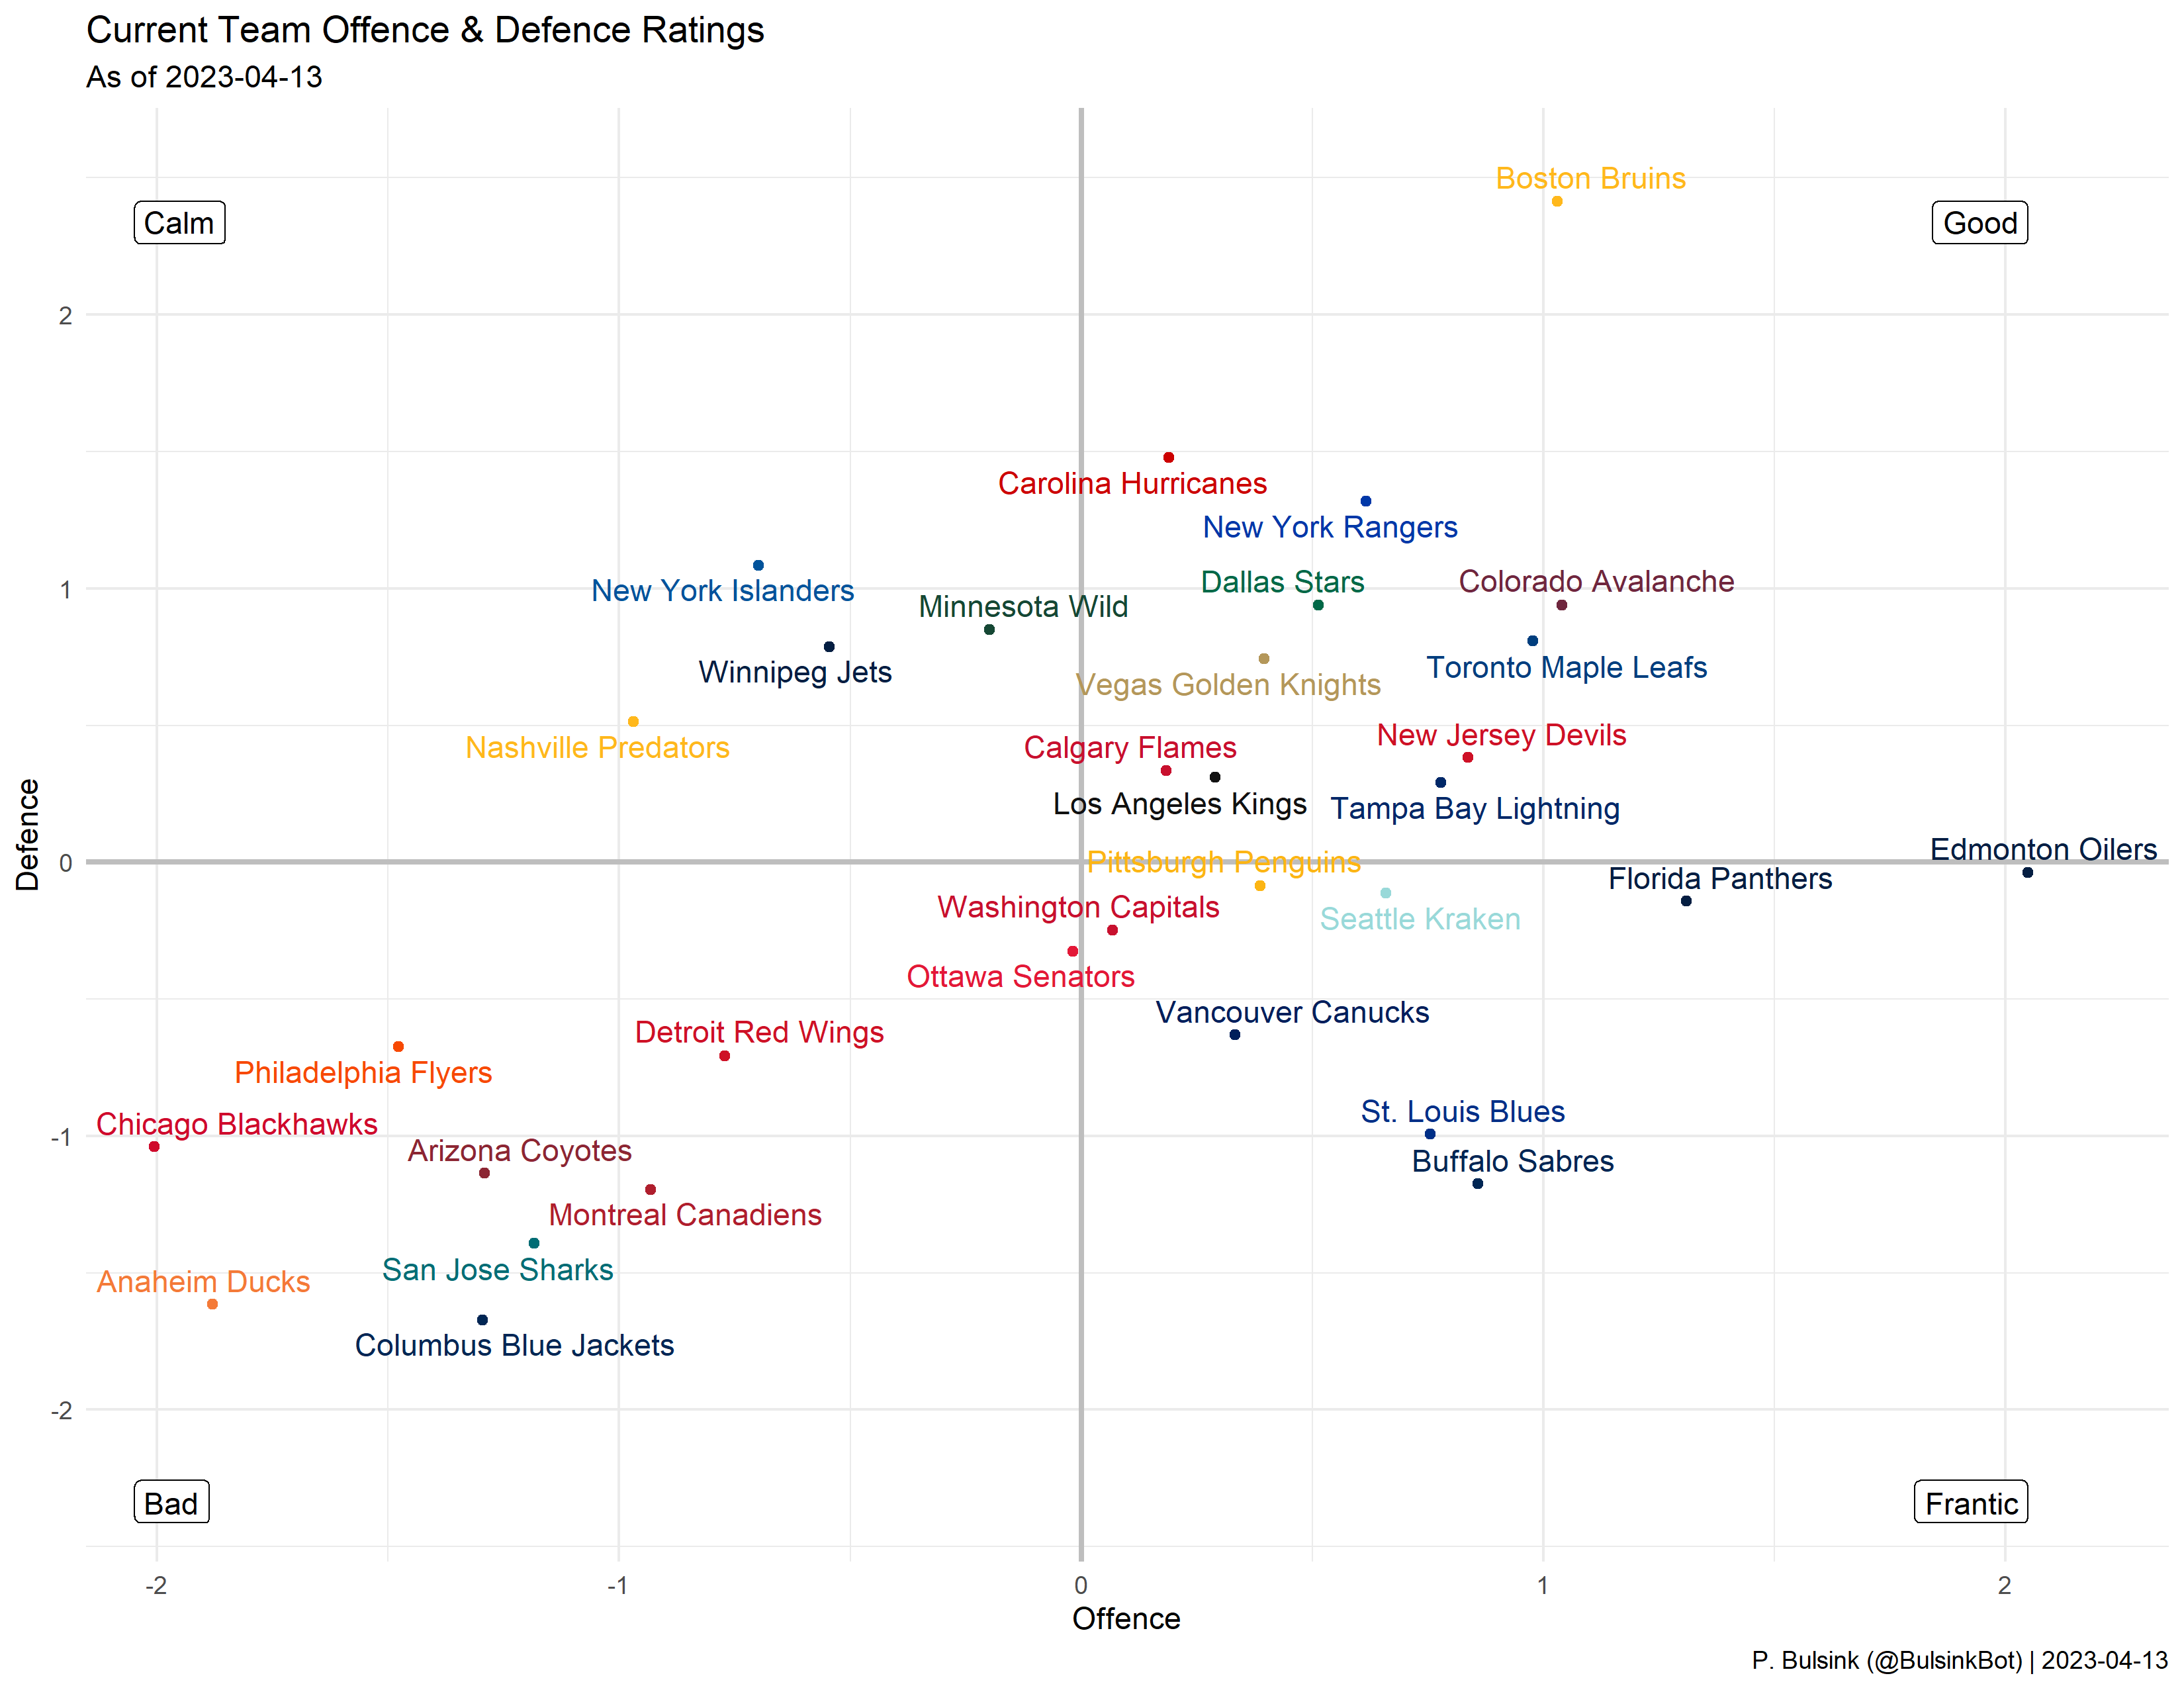 Current Team Offence & Defence Ratings
As of 2023-04-13
Boston Bruins
Calm
Good
2
Carolina Hurricanes
New York Rangers
New York Islanders
Dallas Stars
Colorado Avalanche
1
Minnesota Wild
Winnipeg Jets
Toronto Maple Leafs
Vegas Golden Knights
Nashville Predators
Calgary Flames
New Jersey Devils
Los Angeles Kings
Tampa Bay Lightning
Defence
0
Pittsburgh Penguins
Edmonton Oilers
Florida Panthers
Washington Capitals
Seattle Kraken
Ottawa Senators
Vancouver Canucks
Detroit Red Wings
Philadelphia Flyers
St. Louis Blues
Chicago Blackhawks
-1
Arizona Coyotes
Buffalo Sabres
Montreal Canadiens
San Jose Sharks
Anaheim Ducks
Columbus Blue Jackets
-2
Bad
Frantic
-2 -1 0 1 2
Offence
P. Bulsink (@BulsinkBot) | 2023-04-13